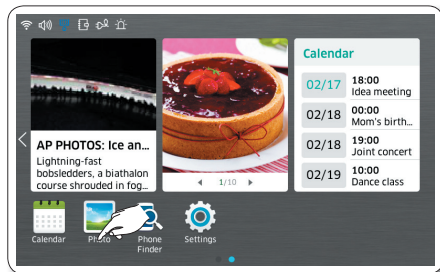 AP PHOTOS: Ice an...
Lightning-fast
bobsledders, a biathalon
course shrouded in fog...
1/10
Calendar
02/17 18:00
Idea meeting
02/18 00:00
Mom's birth...
02/18 19:00
Joint concert
02/19 10:00
Dance class
Calendar
Photo
Phone
Finder
Settings